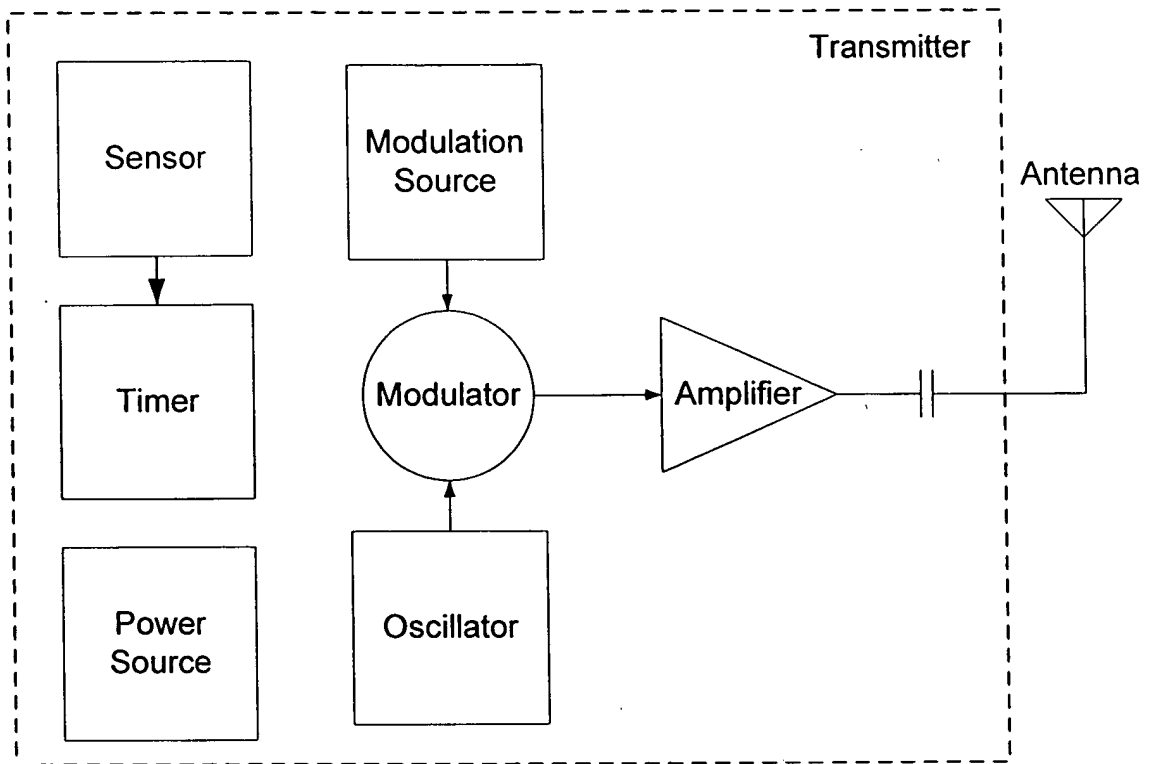 Transmitter
Sensor
Modulation
Source
Antenna
Timer
Modulator
Amplifier
Power
Source
Oscillator